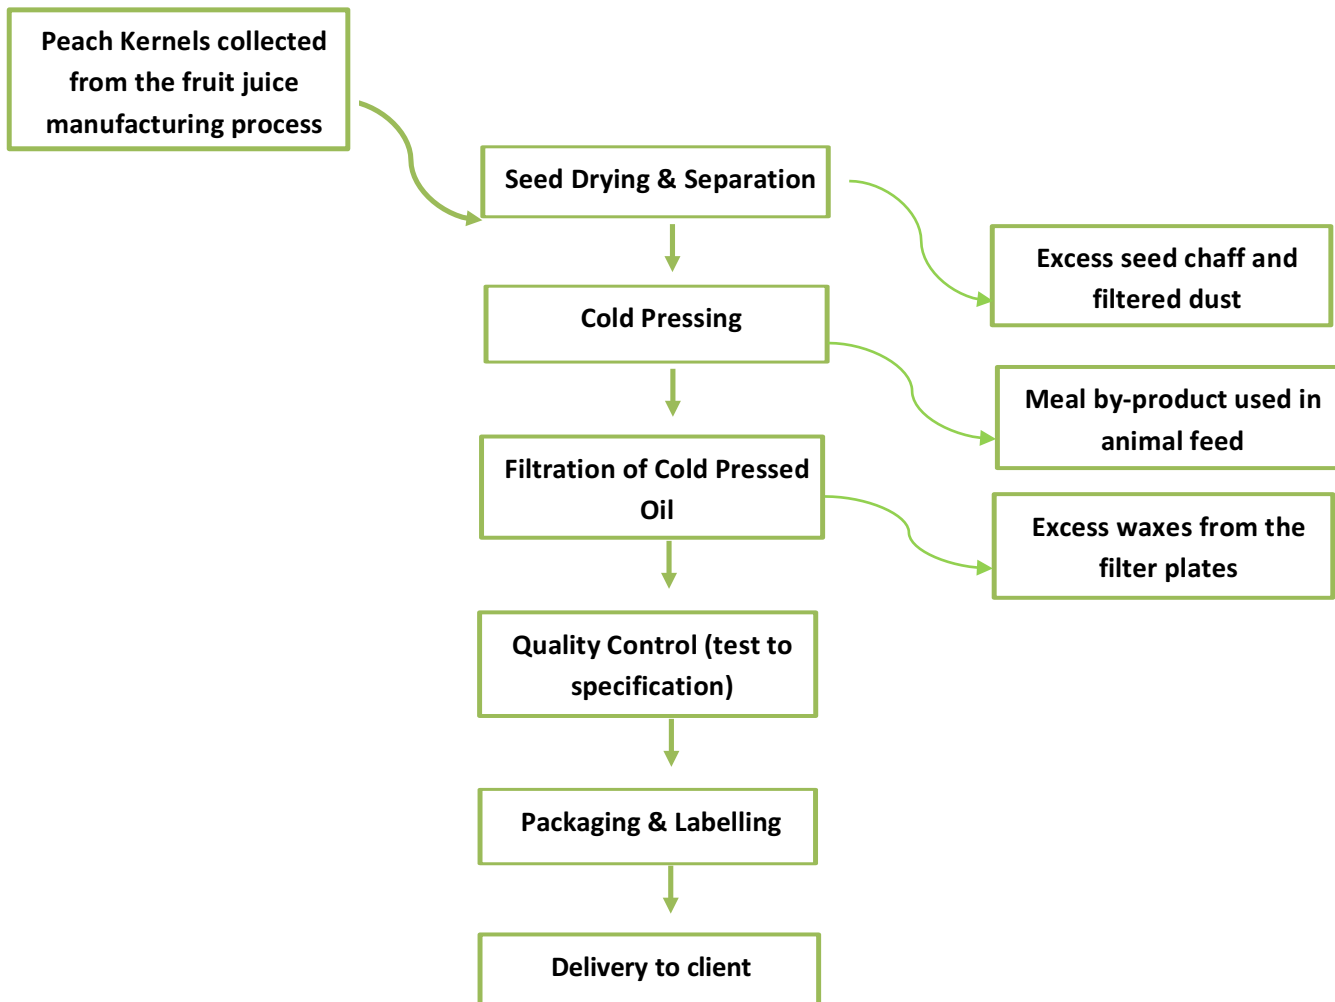 Peach Kernels collected
from the fruit juice
manufacturing process
Seed Drying & Separation
Excess seed chaff and
filtered dust
Cold Pressing
Meal by-product used in
animal feed
Filtration of Cold Pressed
Oil
Excess waxes from the
filter plates
Quality Control (test to
specification)
Packaging & Labelling
Delivery to client